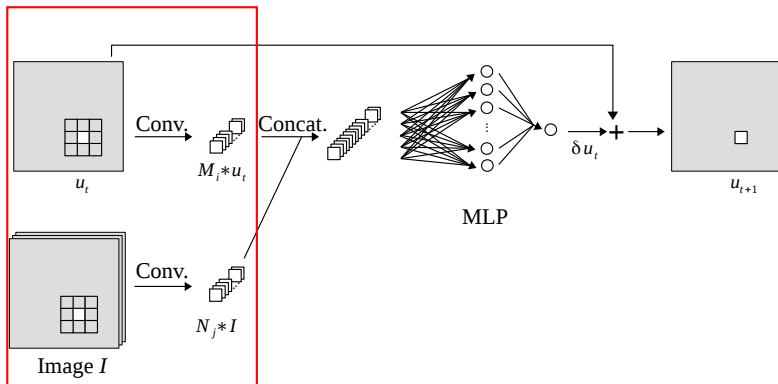 Conv.
Concat.
M_i*u_t
u_t
δu_t
+
u_{t+1}
MLP
Conv.
N_j*I
Image I